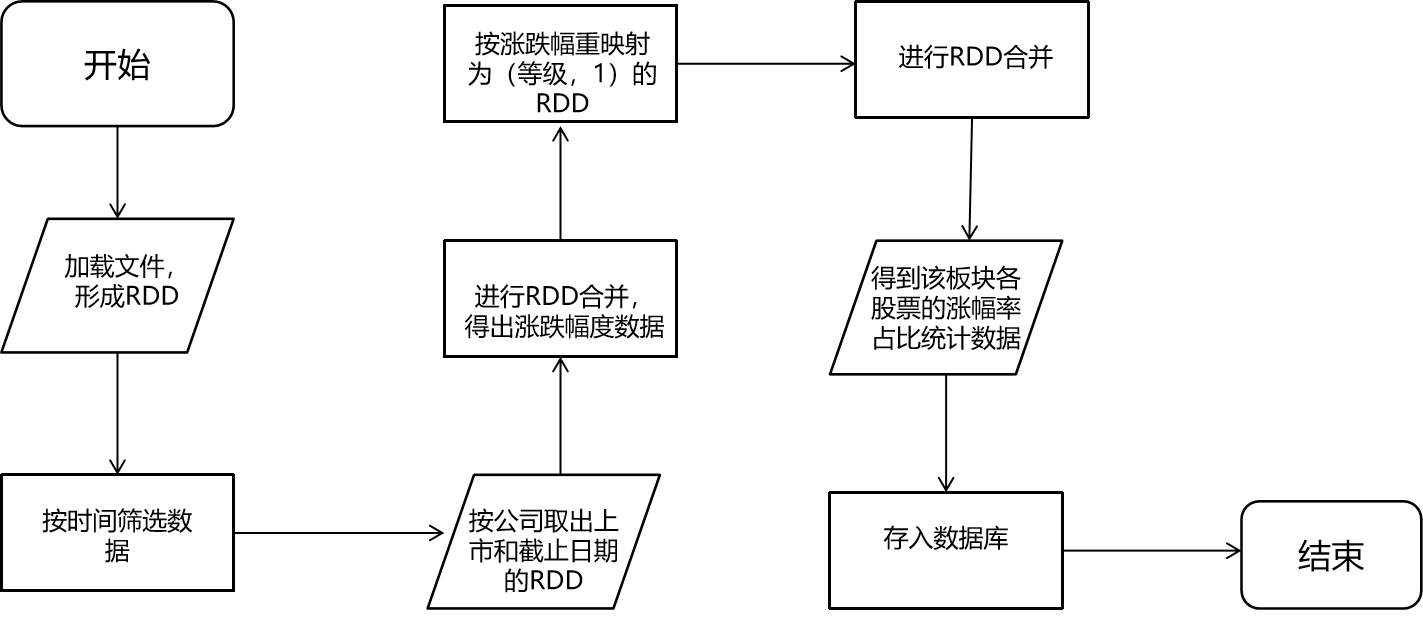 开始
加载文件，
形成RDD
按时间筛选数
据
按公司取出上
市和截止日期
的RDD
进行RDD合并，
得出涨跌幅度数据
按涨跌幅重映射
为（等级，1）的
RDD
进行RDD合并
得到该板块各
股票的涨幅率
占比统计数据
存入数据库
结束